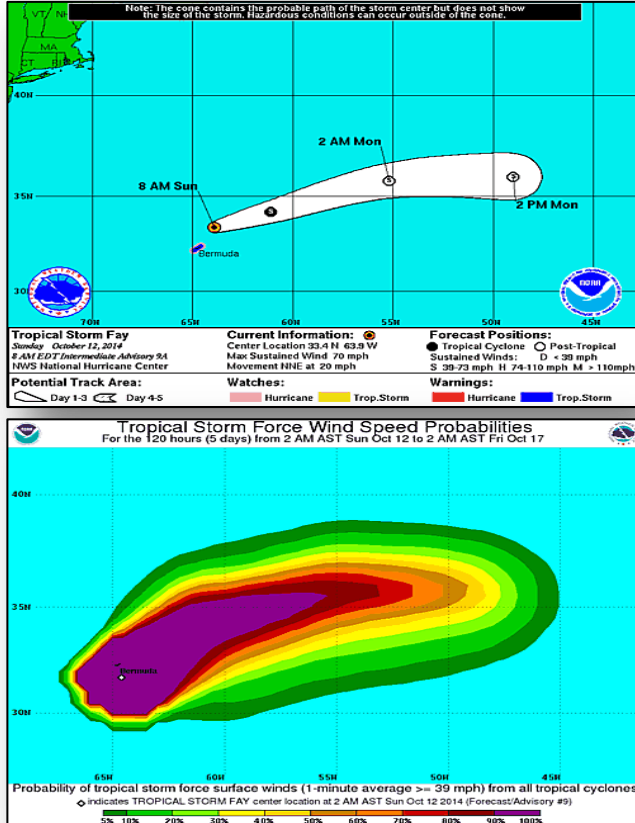 Note: The cone contains the probable path of the storm center but does not show
the size of the storm. Hazardous conditions can occur outside of the cone.
VT NH
MA
CT RI
40N
2 AM Mon
8 AM Sun
35N
2 PM Mon
Bermuda
30N
70W 65W 60W 55W 50W 45W
NOAA
Tropical Storm Fay
Sunday October 12, 2014
8 AM EDT Intermediate Advisory 9A
NWS National Hurricane Center
Current Information:
Center Location 33.4 N 63.9 W
Max Sustained Wind 70 mph
Movement NNE at 20 mph
Forecast Positions:
Tropical Cyclone Post-Tropical
Sustained Winds: D < 39 mph
S 39-73 mph H 74-110 mph M > 110mph
Potential Track Area:
Day 1-3 Day 4-5
Watches:
Hurricane Trop.Storm
Warnings:
Hurricane Trop.Storm
Tropical Storm Force Wind Speed Probabilities
For the 120 hours (5 days) from 2 AM AST Sun Oct 12 to 2 AM AST Fri Oct 17
40N
35N
Bermuda
30N
65W 60W 55W 50W 45W
Probability of tropical storm force surface winds (1-minute average >= 39 mph) from all tropical cyclones
indicates TROPICAL STORM FAY center location at 2 AM AST Sun Oct 12 2014 (Forecast/Advisory #9)
5% 10% 20% 30% 40% 50% 60% 70% 80% 90% 100%